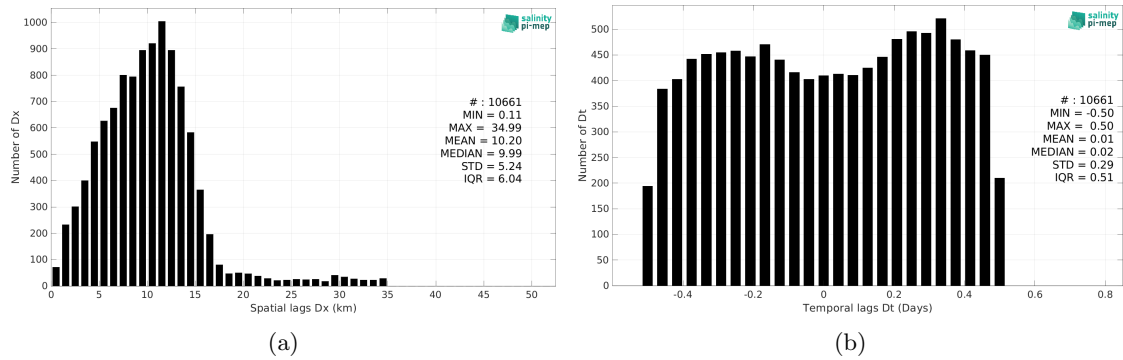 1000
900
800
700
600
500
400
300
200
100
0
Number of Dx
0 5 10 15 20 25 30 35 40 45 50
Spatial lags Dx (km)
salinity
pi-mep
# : 10661
MIN = 0.11
MAX = 34.99
MEAN = 10.20
MEDIAN = 9.99
STD = 5.24
IQR = 6.04
(a)
550
500
450
400
350
300
250
200
150
100
50
0
Number of Dt
-0.4 -0.2 0 0.2 0.4 0.6 0.8
Temporal lags Dt (Days)
salinity
pi-mep
# : 10661
MIN = -0.50
MAX = 0.50
MEAN = 0.01
MEDIAN = 0.02
STD = 0.29
IQR = 0.51
(b)